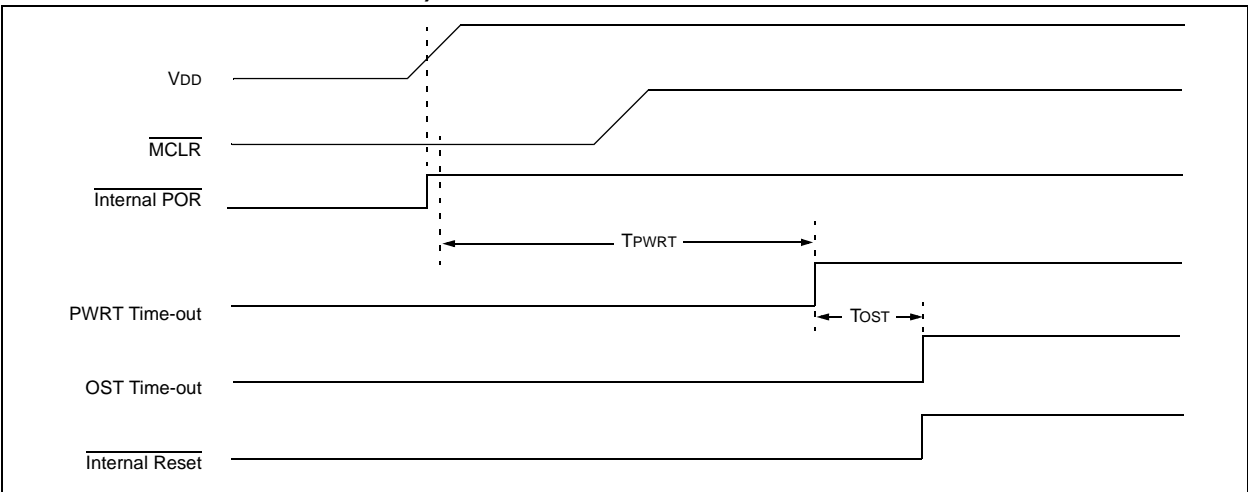 VDD
MCLR
Internal POR
TPWRT
PWRT Time-out
TOST
OST Time-out
Internal Reset